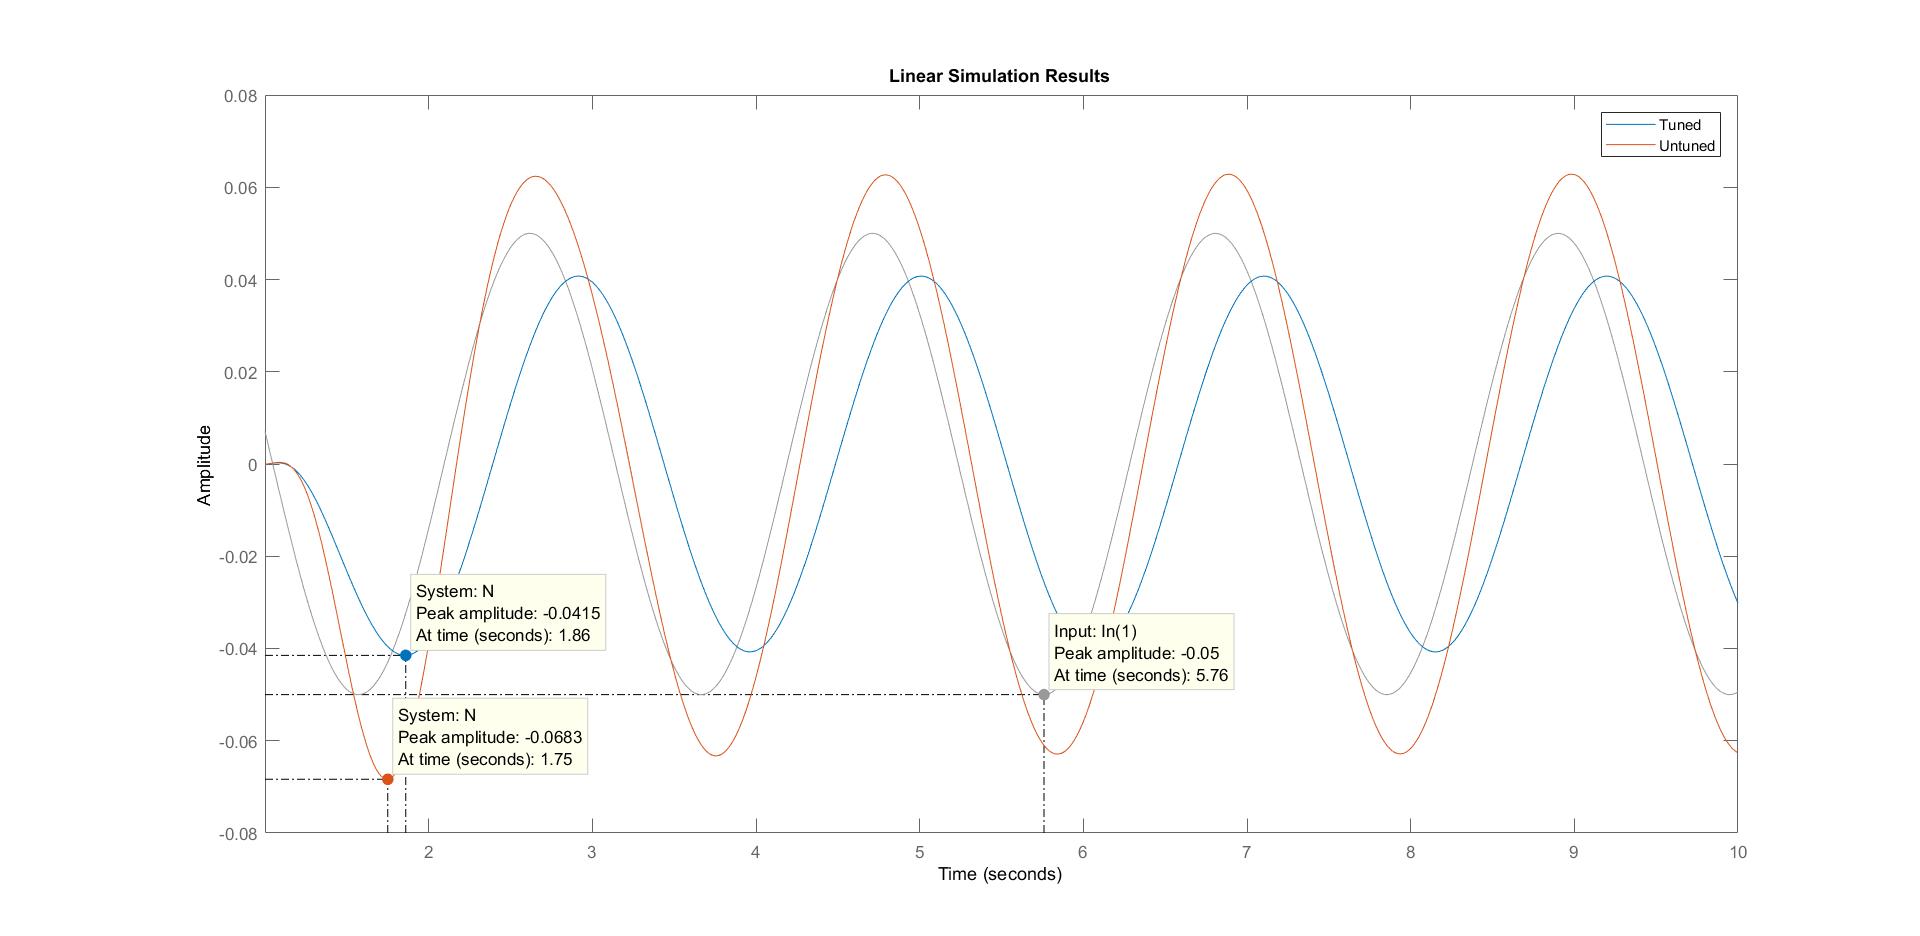 Linear Simulation Results
0.08
0.06
0.04
0.02
0
-0.02
-0.04
-0.06
-0.08
Amplitude
Tuned
Untuned
System: N
Peak amplitude: -0.0415
At time (seconds): 1.86
System: N
Peak amplitude: -0.0683
At time (seconds): 1.75
Input: In(1)
Peak amplitude: -0.05
At time (seconds): 5.76
2 3 4 5 6 7 8 9 10
Time (seconds)